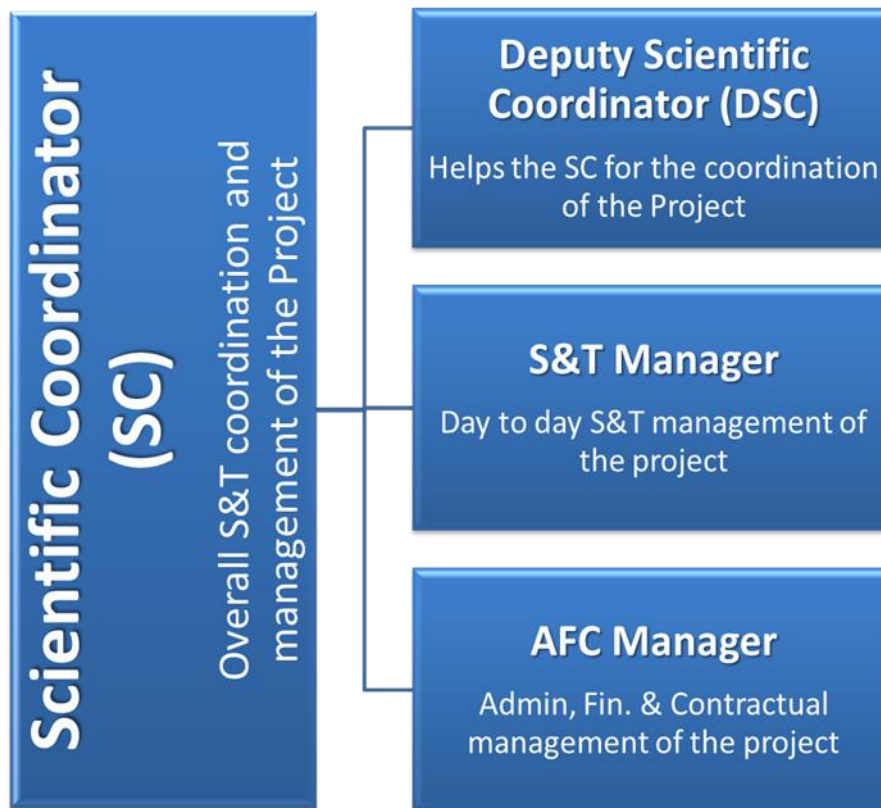 Scientific Coordinator
(SC)
Overall S&T coordination and
management of the Project
Deputy Scientific
Coordinator (DSC)
Helps the SC for the coordination
of the Project
S&T Manager
Day to day S&T management of
the project
AFC Manager
Admin, Fin. & Contractual
management of the project